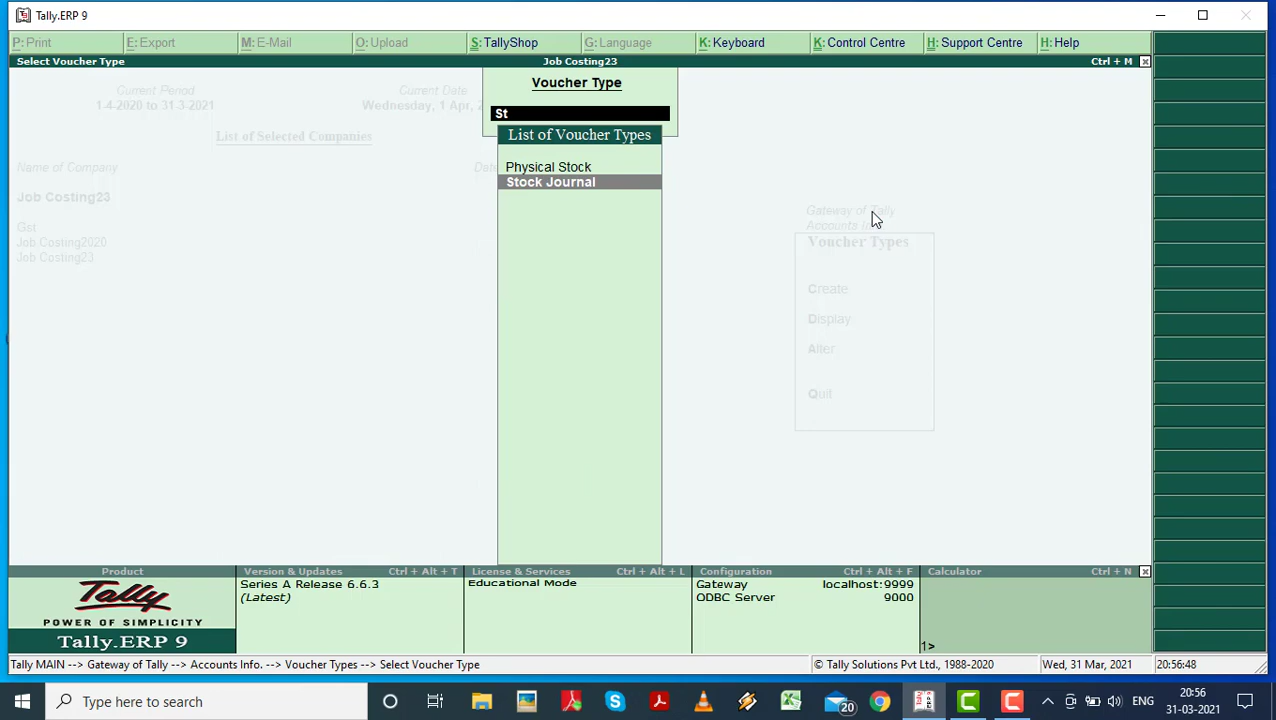 Tally.ERP 9
P: Print
E: Export
M: E-Mail
O: Upload
S: TallyShop
G: Language
K: Keyboard
K: Control Centre
H: Support Centre
H: Help
Select Voucher Type
Job Costing23
Ctrl + M
Current Period
1-4-2020 to 31-3-2021
Current Date
Wednesday, 1 Apr, 2
List of Selected Companies
Name of Company
Dat
Job Costing23
Gst
Job Costing2020
Job Costing23
Voucher Type
St
List of Voucher Types
Physical Stock
Stock Journal
Gateway of Tally
Accounts In
Voucher Types
Create
Display
Alter
Quit
Product
Tally
POWER OF SIMPLICITY
Tally.ERP 9
Version & Updates
Ctrl + Alt + T
Series A Release 6.6.3
(Latest)
License & Services
Ctrl + Alt + L
Educational Mode
Configuration
Ctrl + Alt + F
Gateway
localhost:9999
ODBC Server
9000
Calculator
Ctrl + N
1>
Tally MAIN --> Gateway of Tally --> Accounts Info. --> Voucher Types --> Select Voucher Type
© Tally Solutions Pvt Ltd., 1988-2020
Wed, 31 Mar, 2021
20:56:48
Type here to search
20
ENG
20:56
31-03-2021